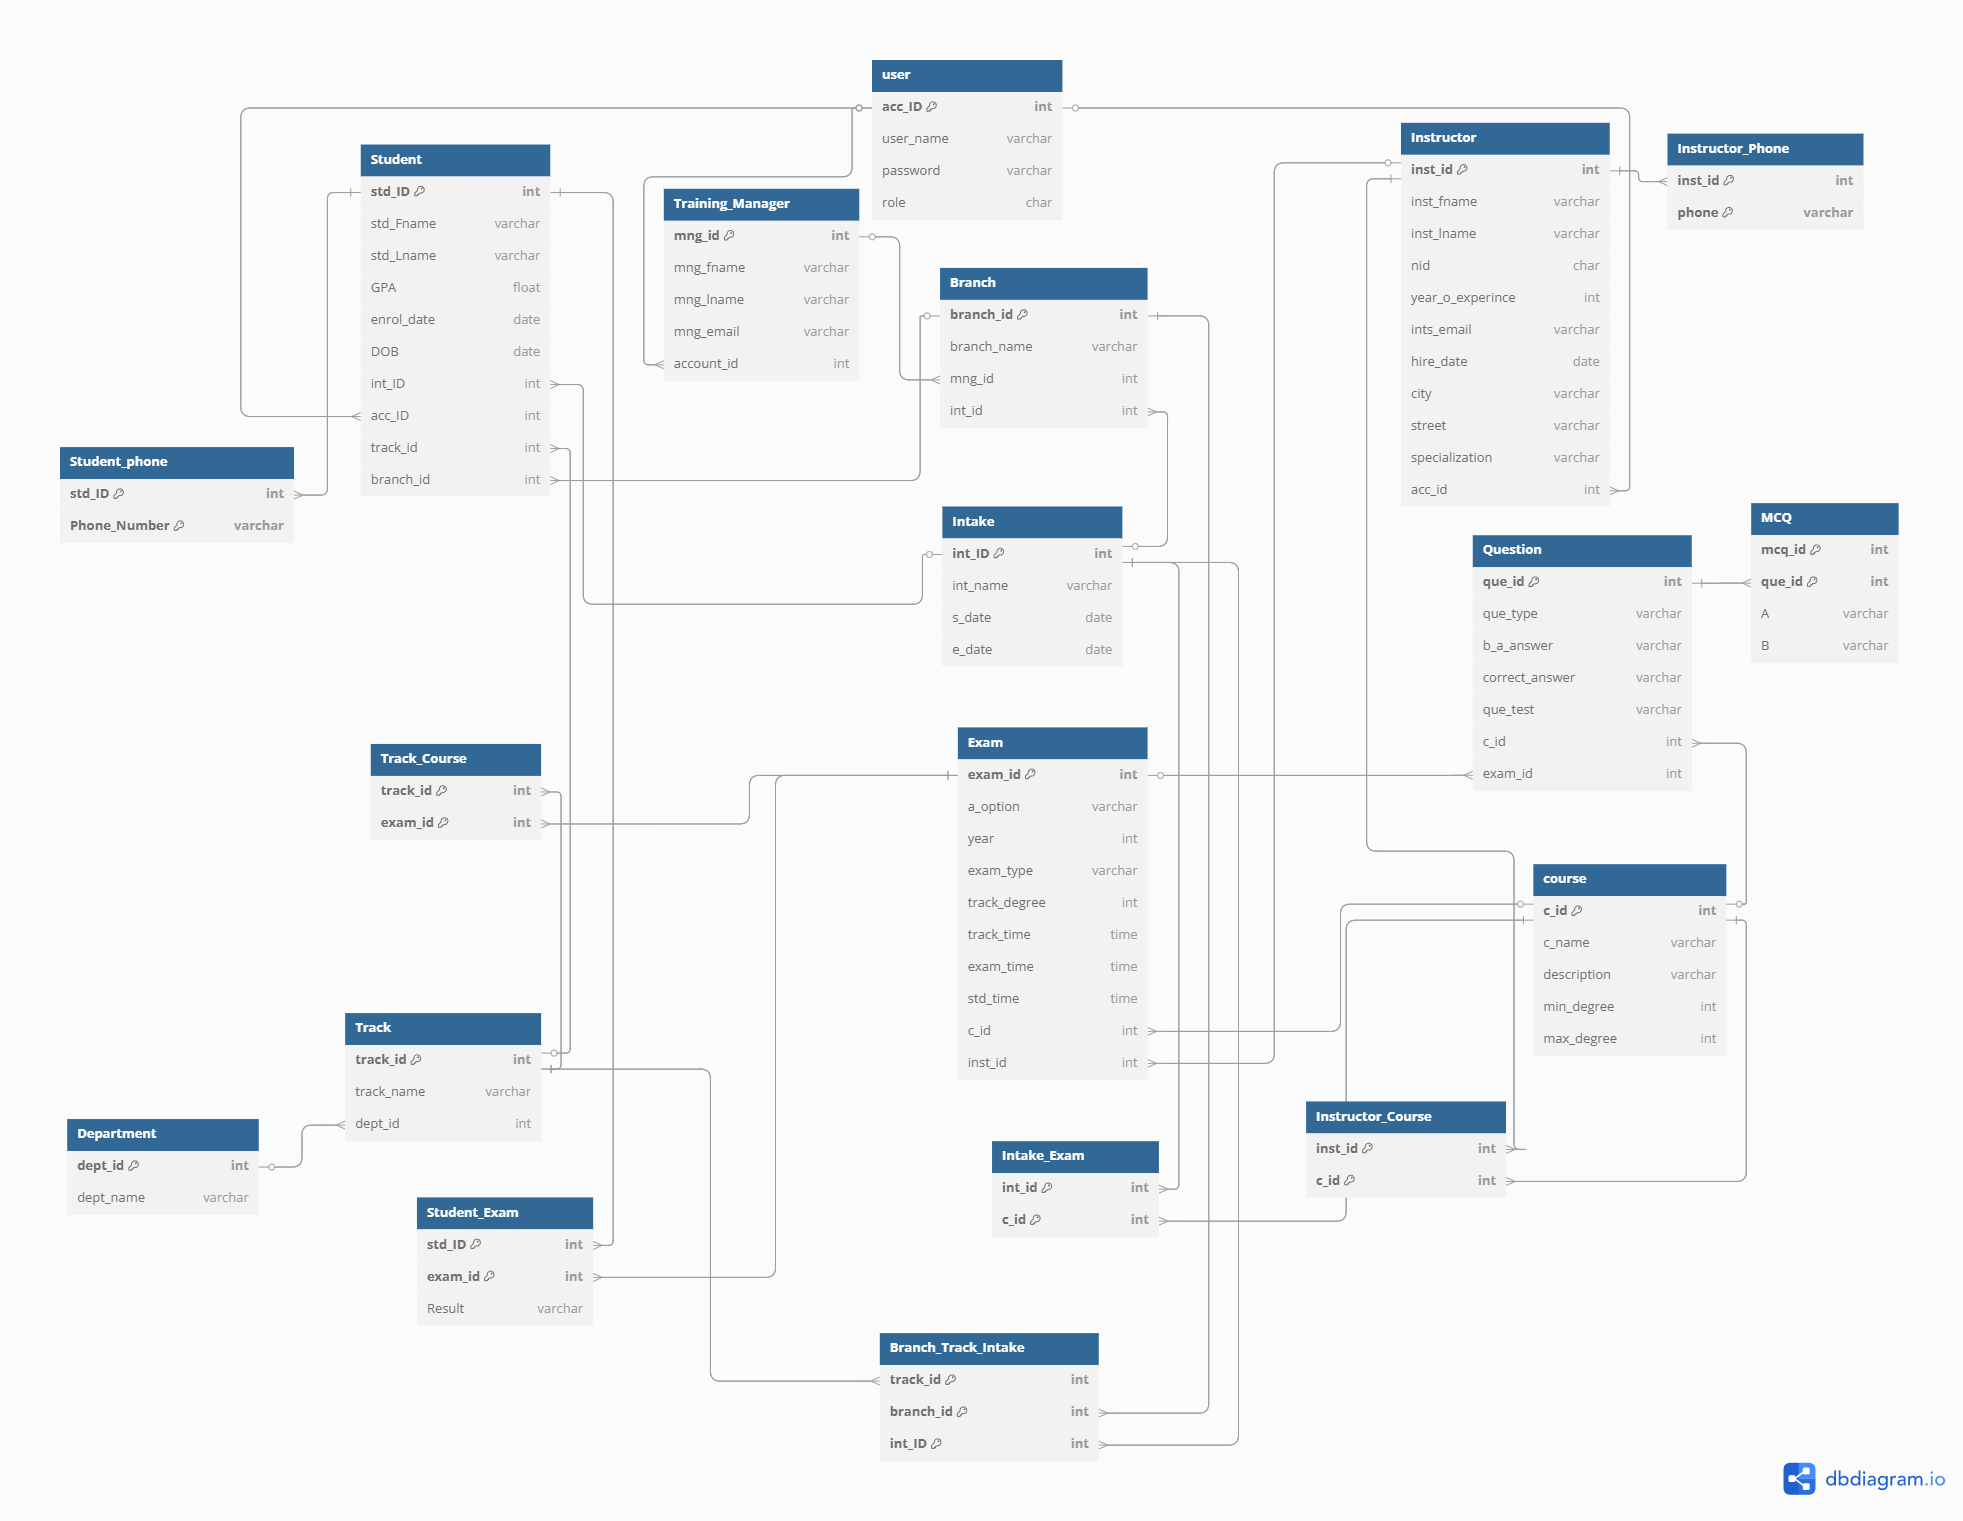 user
acc_ID int
user_name varchar
password varchar
role char
Student
std_ID int
std_Fname varchar
std_Lname varchar
GPA float
enrol_date date
DOB date
int_ID int
acc_ID int
track_id int
branch_id int
Training_Manager
mng_id int
mng_fname varchar
mng_lname varchar
mng_email varchar
account_id int
Branch
branch_id int
branch_name varchar
mng_id int
int_id int
Instructor
inst_id int
inst_fname varchar
inst_lname varchar
nid char
year_o_experince int
ints_email varchar
hire_date date
city varchar
street varchar
specialization varchar
acc_id int
Instructor_Phone
inst_id int
phone varchar
Student_phone
std_ID int
Phone_Number varchar
Intake
int_ID int
int_name varchar
s_date date
e_date date
Question
que_id int
que_type varchar
b_a_answer varchar
correct_answer varchar
que_test varchar
c_id int
exam_id int
MCQ
mcq_id int
que_id int
A varchar
B varchar
Track_Course
track_id int
exam_id int
Exam
exam_id int
a_option varchar
year int
exam_type varchar
track_degree int
track_time time
exam_time time
std_time time
c_id int
inst_id int
course
c_id int
c_name varchar
description varchar
min_degree int
max_degree int
Track
track_id int
track_name varchar
dept_id int
Department
dept_id int
dept_name varchar
Student_Exam
std_ID int
exam_id int
Result varchar
Intake_Exam
int_id int
c_id int
Instructor_Course
inst_id int
c_id int
Branch_Track_Intake
track_id int
branch_id int
int_ID int
dbdiagram.io